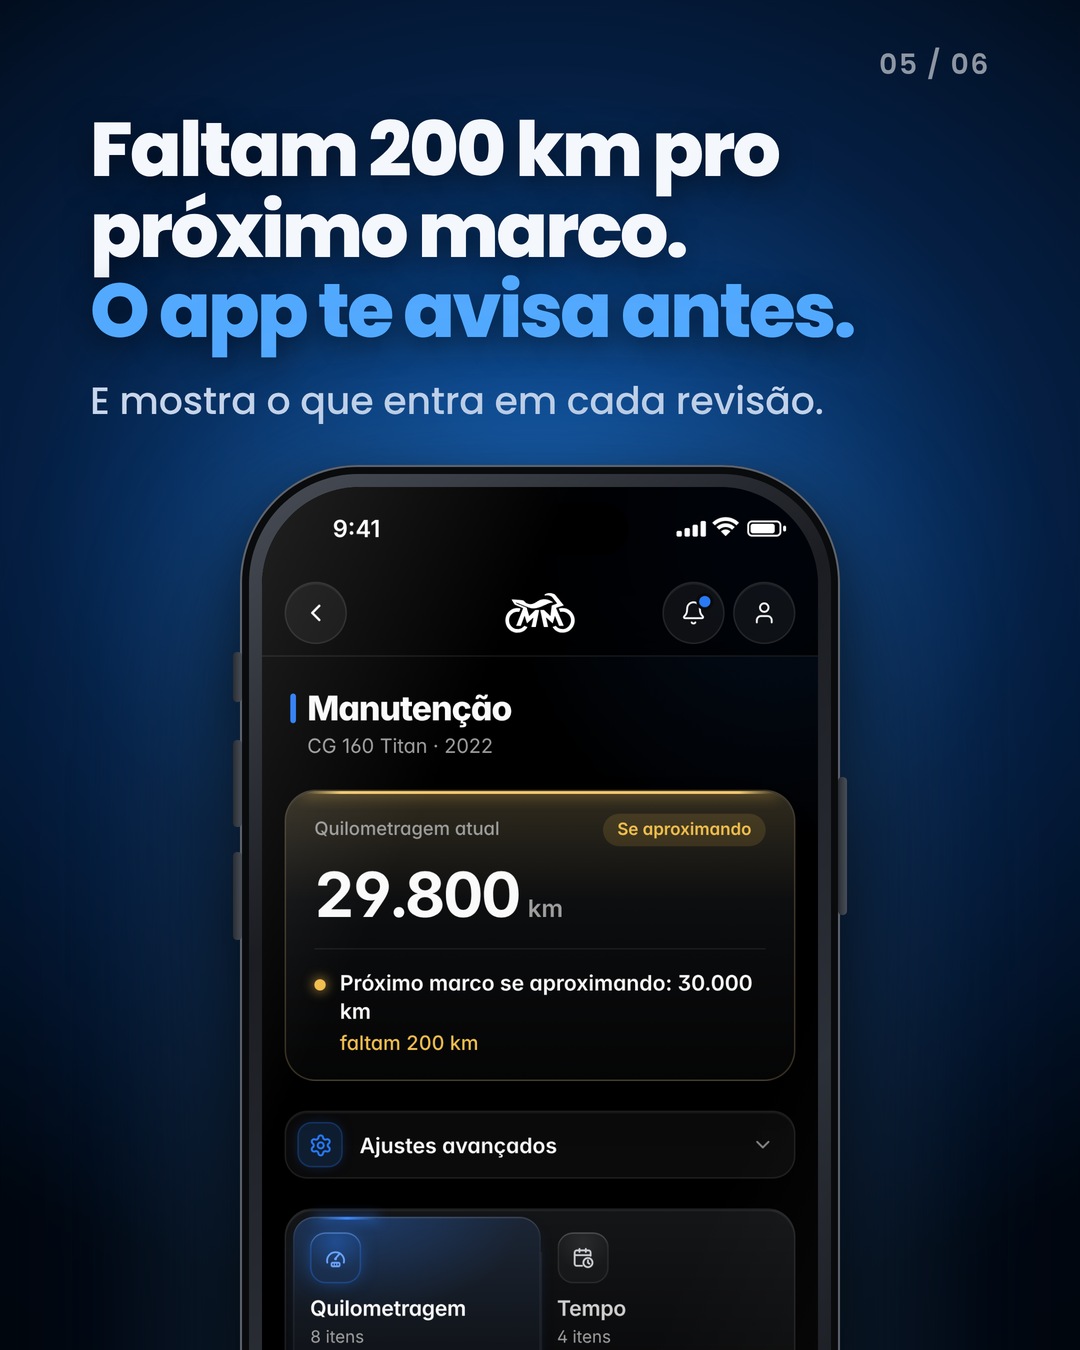 05 / 06
Faltam 200 km pro
próximo marco.
O app te avisa antes.
E mostra o que entra em cada revisão.
9:41
MM
Manutenção
CG 160 Titan · 2022
Quilometragem atual
Se aproximando
29.800 km
Próximo marco se aproximando: 30.000
km
faltam 200 km
Ajustes avançados
Quilometragem
8 itens
Tempo
4 itens